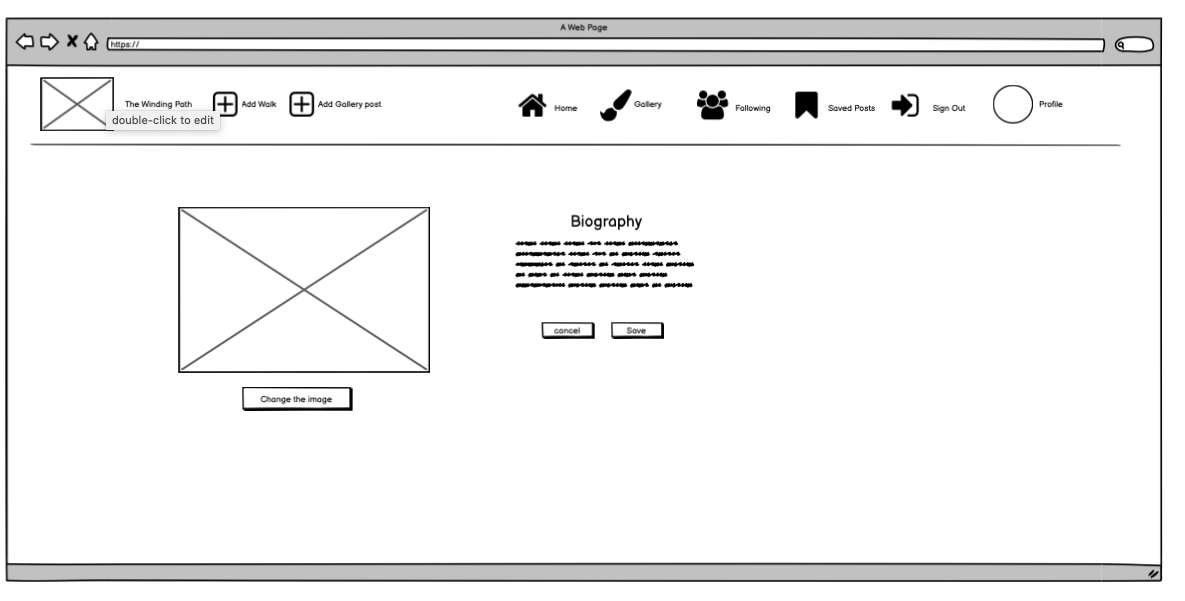 A Web Page
https://
The Winding Path Add Walk Add Gallery post Home Gallery Following Saved Posts Sign Out Profile
double-click to edit
Biography
cancel Save
Change the image